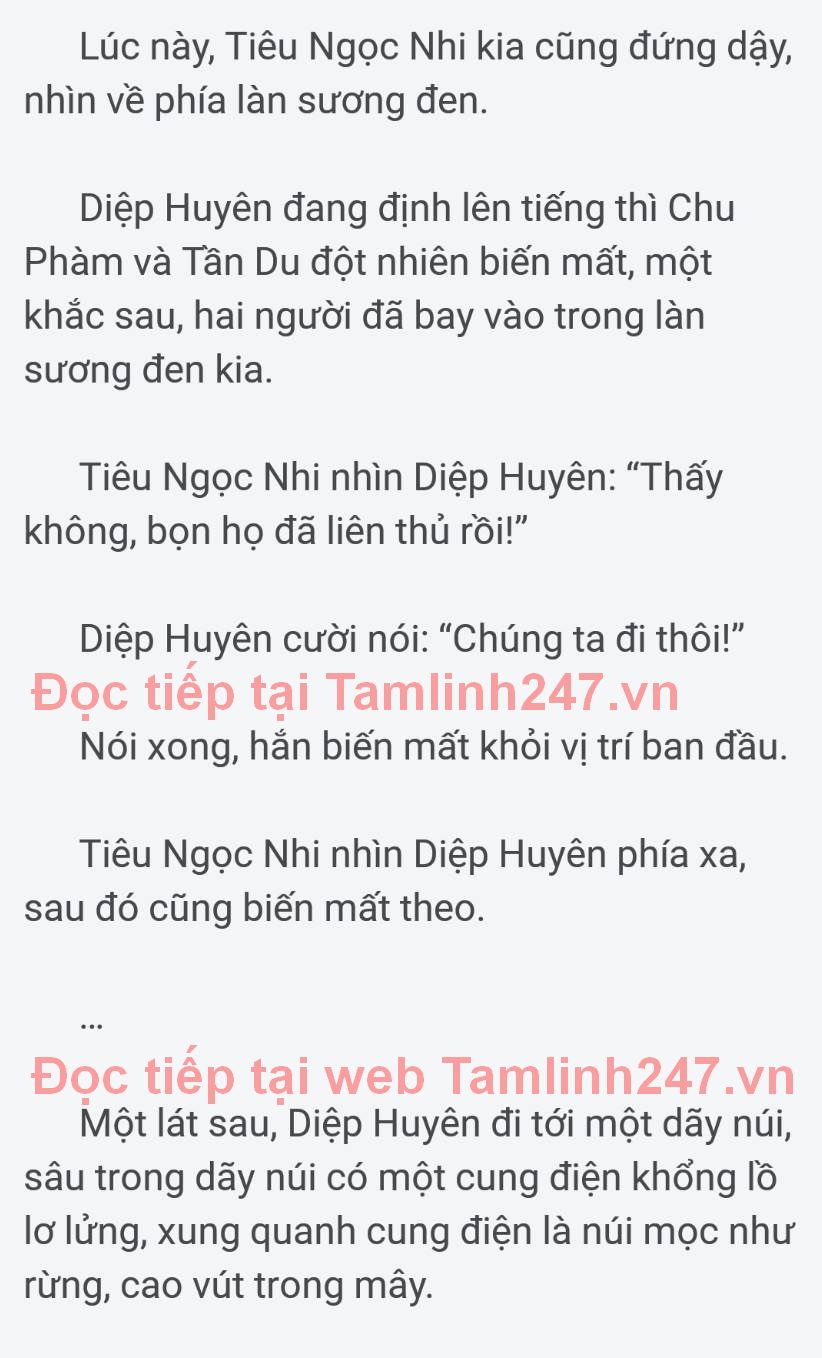 Lúc này, Tiêu Ngọc Nhi kia cũng đứng dậy,
nhìn về phía làn sương đen.
Diệp Huyên đang định lên tiếng thì Chu
Phàm và Tần Du đột nhiên biến mất, một
khắc sau, hai người đã bay vào trong làn
sương đen kia.
Tiêu Ngọc Nhi nhìn Diệp Huyên: “Thấy
không, bọn họ đã liên thủ rồi!”
Diệp Huyên cười nói: “Chúng ta đi thôi!”
Đọc tiếp tại Tamlinh247.vn
Nói xong, hắn biến mất khỏi vị trí ban đầu.
Tiêu Ngọc Nhi nhìn Diệp Huyên phía xa,
sau đó cũng biến mất theo.
...
Đọc tiếp tại web Tamlinh247.vn
Một lát sau, Diệp Huyên đi tới một dãy núi,
sâu trong dãy núi có một cung điện khổng lồ
lơ lửng, xung quanh cung điện là núi mọc như
rừng, cao vút trong mây.